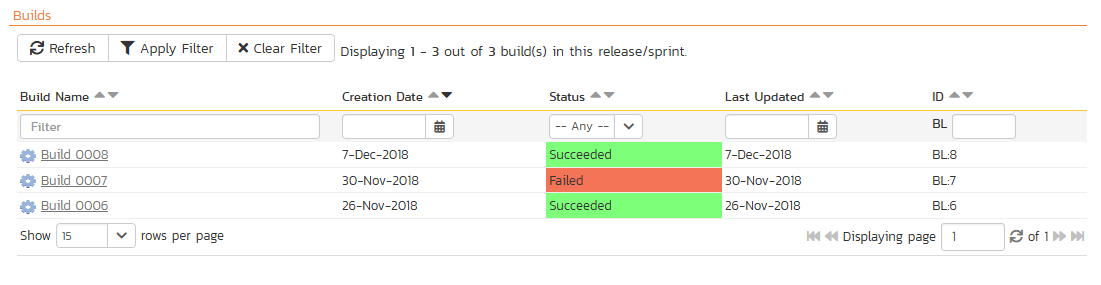 Builds
Refresh Apply Filter Clear Filter Displaying 1 - 3 out of 3 build(s) in this release/sprint.
Build Name Creation Date Status Last Updated ID
Filter -- Any -- BL
Build 0008 7-Dec-2018 Succeeded 7-Dec-2018 BL:8
Build 0007 30-Nov-2018 Failed 30-Nov-2018 BL:7
Build 0006 26-Nov-2018 Succeeded 26-Nov-2018 BL:6
Show 15 rows per page Displaying page 1 of 1